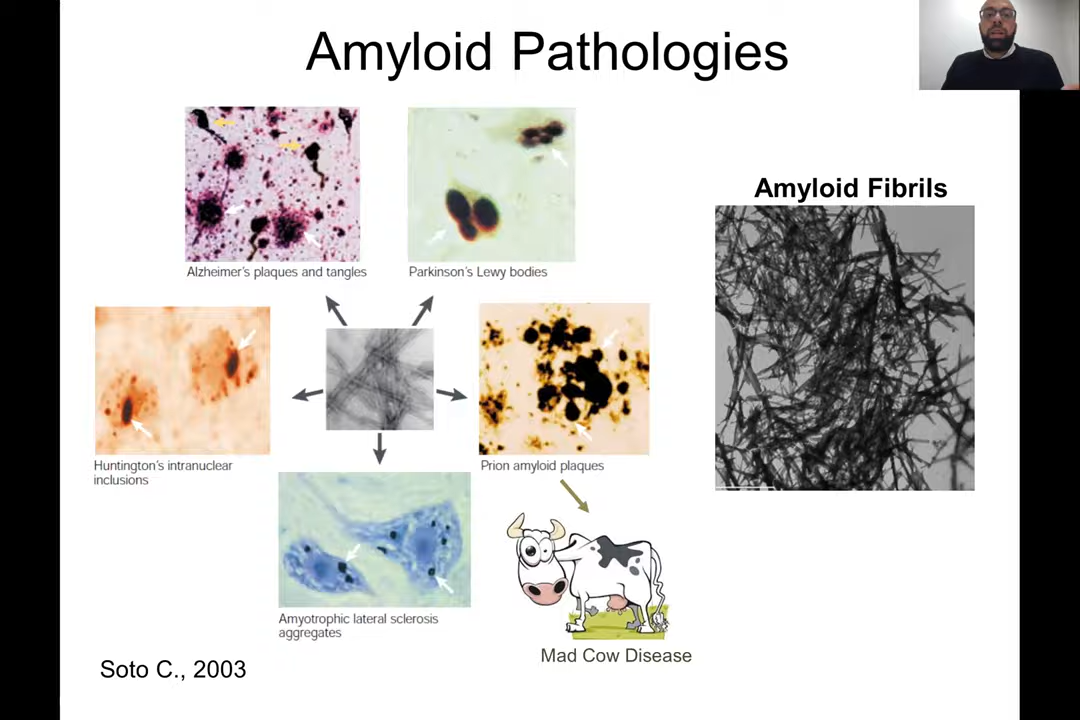 Amyloid Pathologies
Amyloid Fibrils
Alzheimer's plaques and tangles
Parkinson's Lewy bodies
Huntington's intranuclear
inclusions
Prion amyloid plaques
Amyotrophic lateral sclerosis
aggregates
Mad Cow Disease
Soto C., 2003